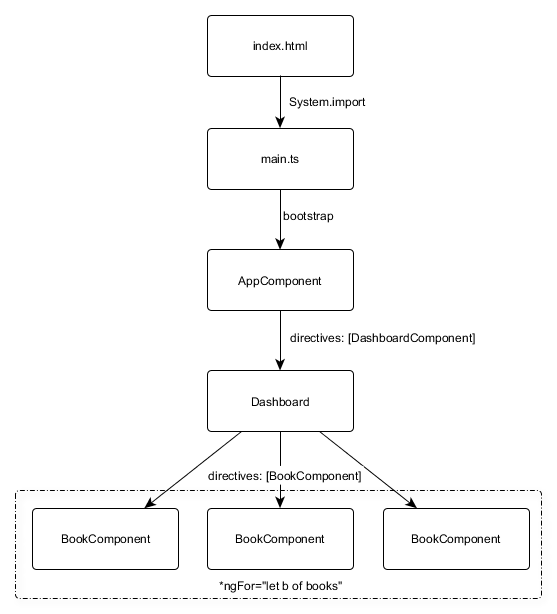 index.html
System.import
main.ts
bootstrap
AppComponent
directives: [DashboardComponent]
Dashboard
directives: [BookComponent]
BookComponent
BookComponent
BookComponent
*ngFor="let b of books"